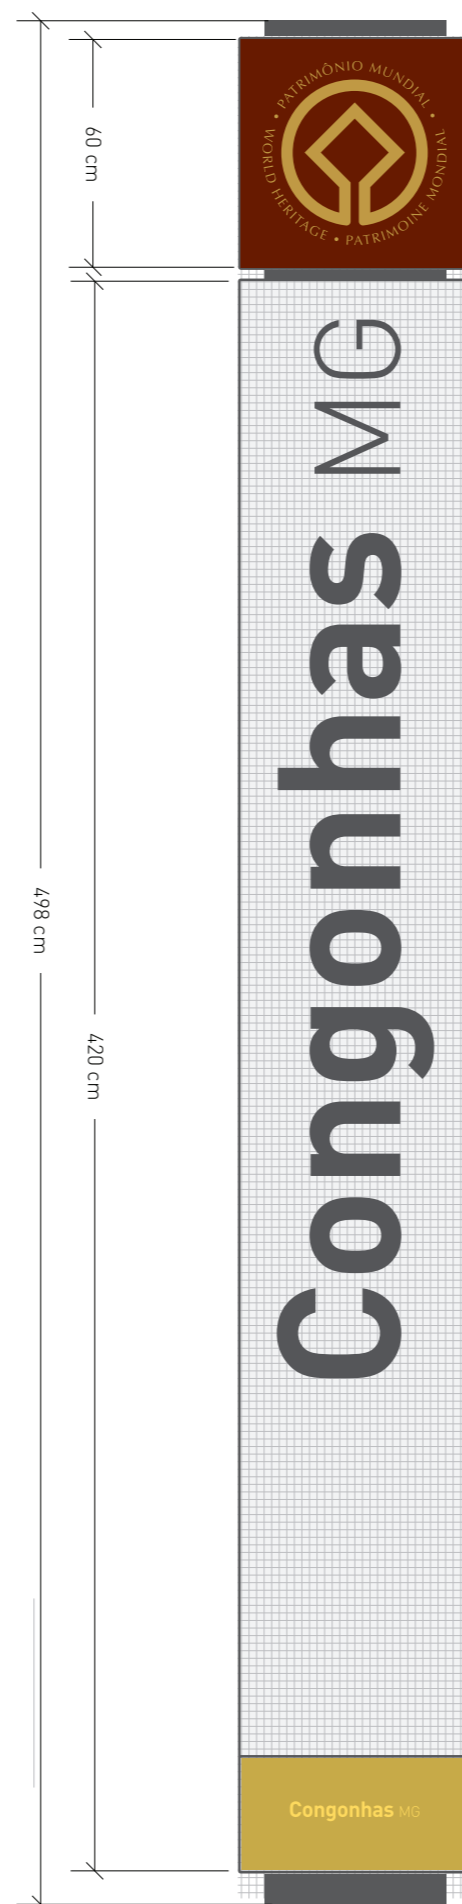 • PATRIMÔNIO MUNDIAL • WORLD HERITAGE • PATRIMOINE MONDIAL
60 cm
498 cm
420 cm
Congonhas MG
Congonhas MG